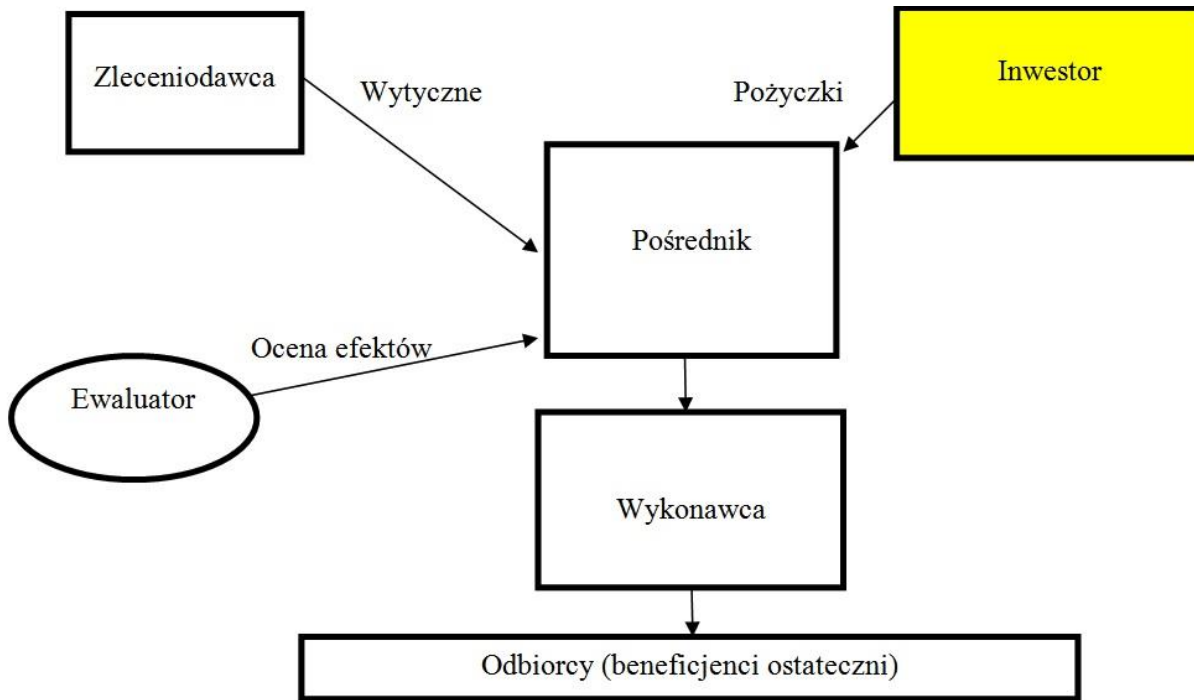 Zleceniodawca
Inwestor
Wytyczne
Pożyczki
Pośrednik
Ocena efektów
Ewaluator
Wykonawca
Odbiorcy (beneficjenci ostateczni)